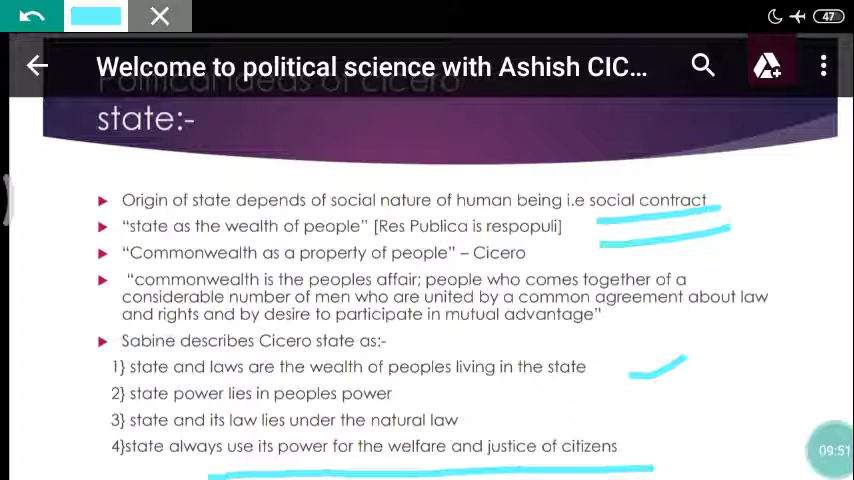 47
Welcome to political science with Ashish CIC...
Political ideas of cicero
state:-
Origin of state depends of social nature of human being i.e social contract
“state as the wealth of people” [Res Publica is respopuli]
“Commonwealth as a property of people” – Cicero
“commonwealth is the peoples affair; people who comes together of a
considerable number of men who are united by a common agreement about law
and rights and by desire to participate in mutual advantage”
Sabine describes Cicero state as:-
1} state and laws are the wealth of peoples living in the state
2} state power lies in peoples power
3} state and its law lies under the natural law
4}state always use its power for the welfare and justice of citizens
09:51